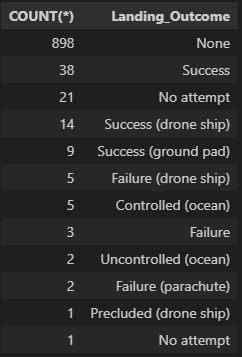 COUNT(*) Landing_Outcome
898 None
38 Success
21 No attempt
14 Success (drone ship)
9 Success (ground pad)
5 Failure (drone ship)
5 Controlled (ocean)
3 Failure
2 Uncontrolled (ocean)
2 Failure (parachute)
1 Precluded (drone ship)
1 No attempt